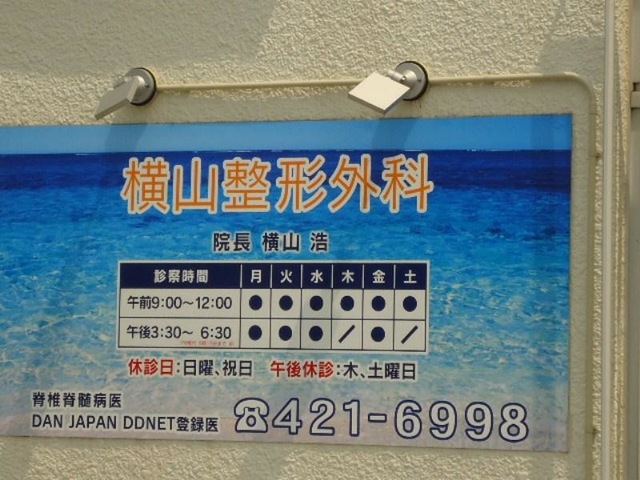 横山整形外科
院長 横山 浩
診察時間 月 火 水 木 金 土
午前9:00～12:00 ● ● ● ● ● ●
午後3:30～ 6:30 ● ● ● / ● /
休診日:日曜、祝日 午後休診:木、土曜日
脊椎脊髄病医
DAN JAPAN DDNET登録医 ☎421-6998